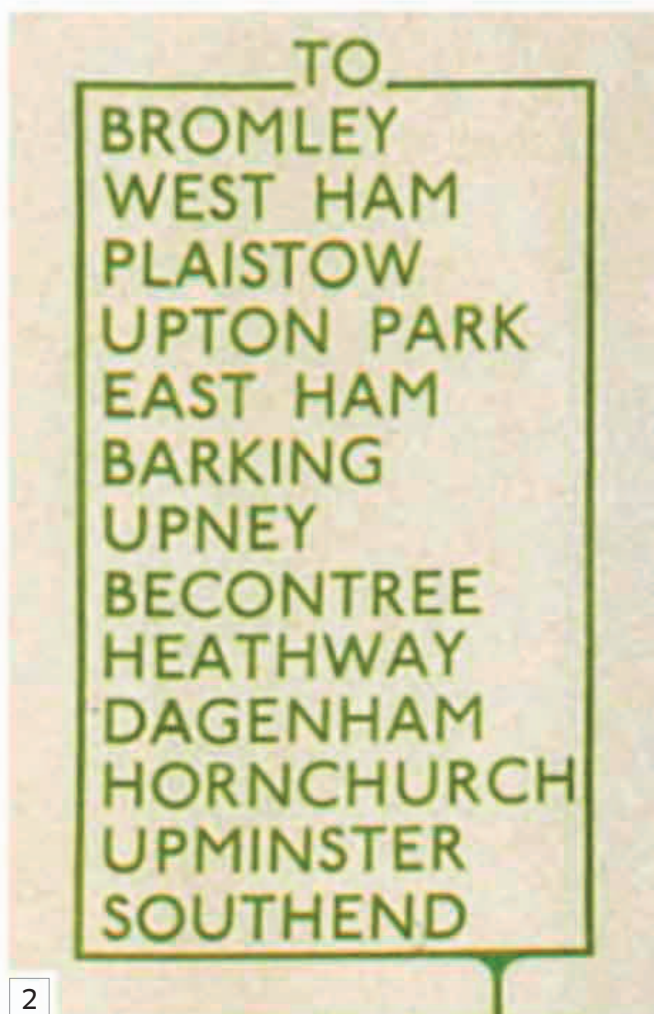 TO
BROMLEY
WEST HAM
PLAISTOW
UPTON PARK
EAST HAM
BARKING
UPNEY
BECONTREE
HEATHWAY
DAGENHAM
HORNCHURCH
UPMINSTER
SOUTHEND
2